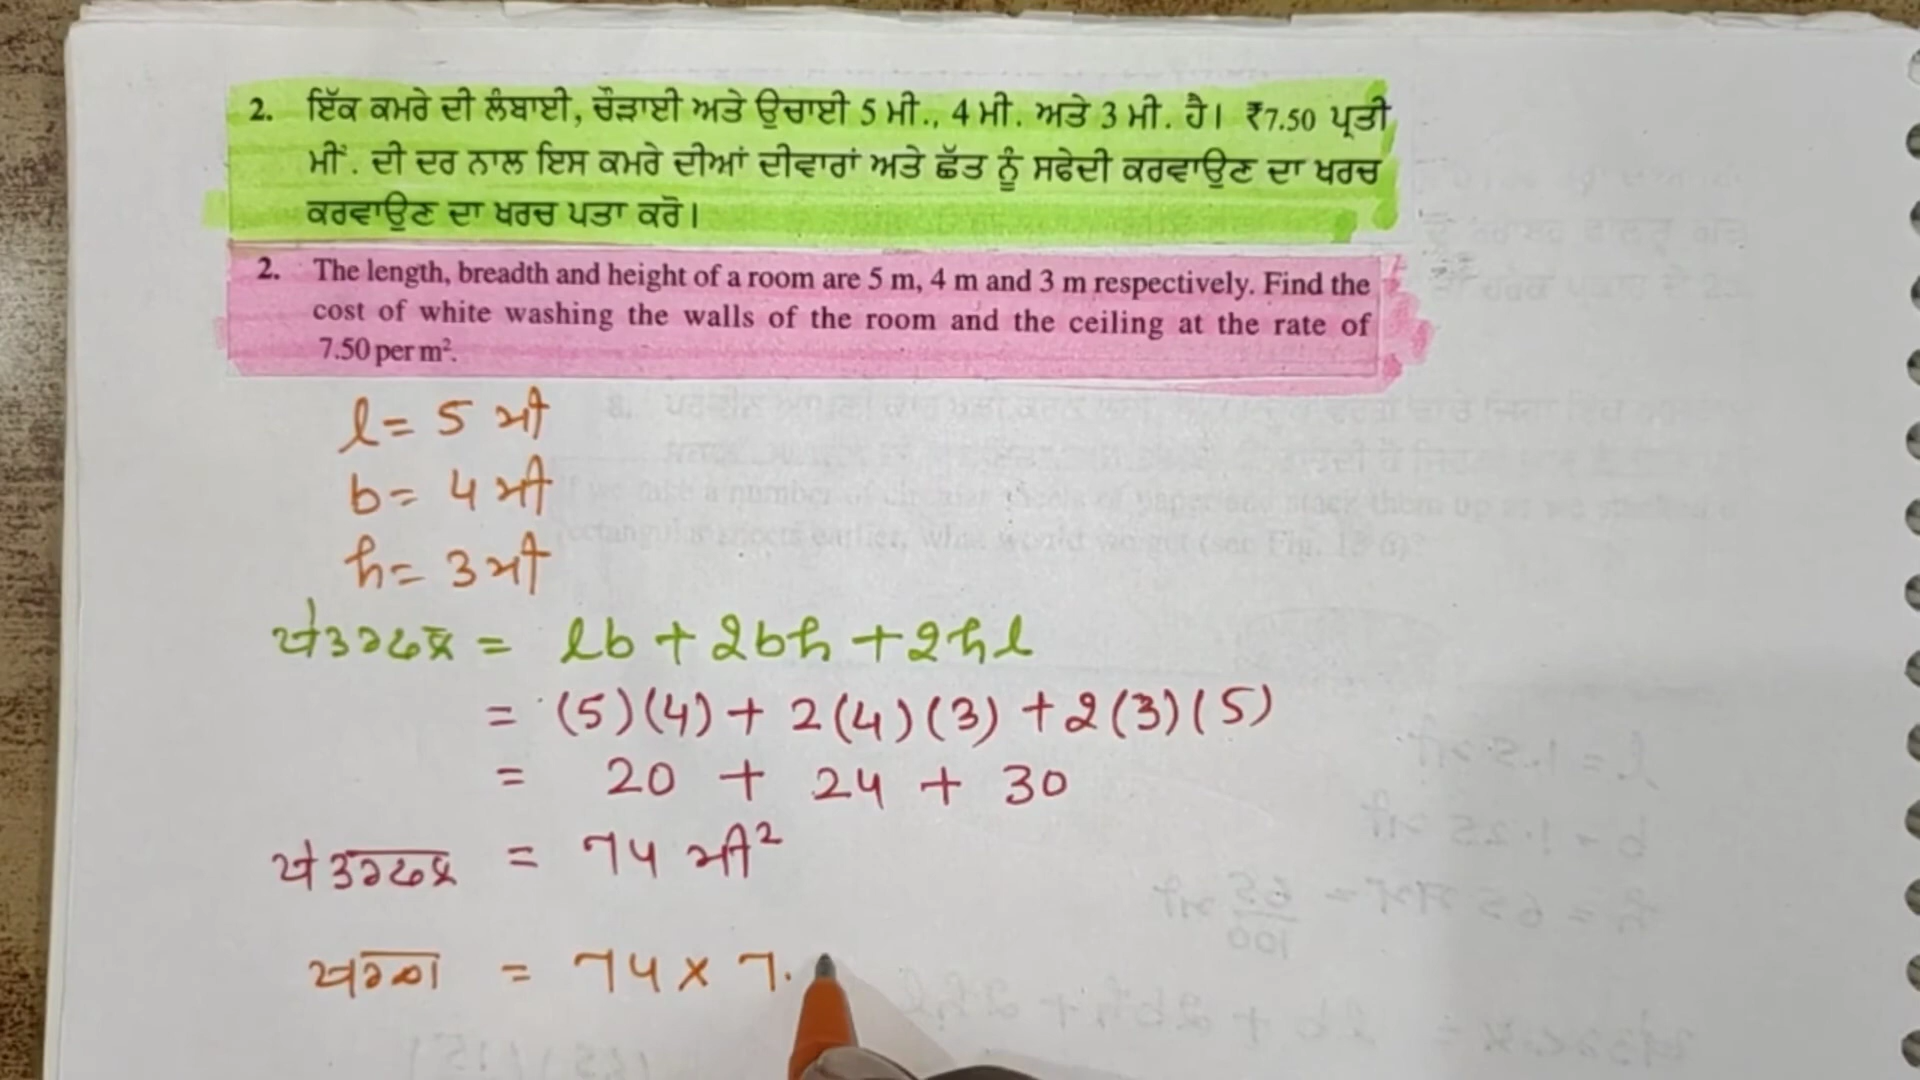 2. ਇੱਕ ਕਮਰੇ ਦੀ ਲੰਬਾਈ, ਚੌੜਾਈ ਅਤੇ ਉਚਾਈ 5 ਮੀ., 4 ਮੀ. ਅਤੇ 3 ਮੀ. ਹੈ। ₹7.50 ਪ੍ਰਤੀ
ਮੀ². ਦੀ ਦਰ ਨਾਲ ਇਸ ਕਮਰੇ ਦੀਆਂ ਦੀਵਾਰਾਂ ਅਤੇ ਛੱਤ ਨੂੰ ਸਫੇਦੀ ਕਰਵਾਉਣ ਦਾ ਖਰਚ
ਕਰਵਾਉਣ ਦਾ ਖਰਚ ਪਤਾ ਕਰੋ।
2. The length, breadth and height of a room are 5 m, 4 m and 3 m respectively. Find the
cost of white washing the walls of the room and the ceiling at the rate of
7.50 per m².
l = 5 ਮੀ
b = 4 ਮੀ
h = 3 ਮੀ
ਖੇਤਰਫਲ = lb + 2bh + 2hl
= (5)(4) + 2(4)(3) + 2(3)(5)
= 20 + 24 + 30
ਖੇਤਰਫਲ = 74 ਮੀ²
ਖਰਚਾ = 74 × 7.